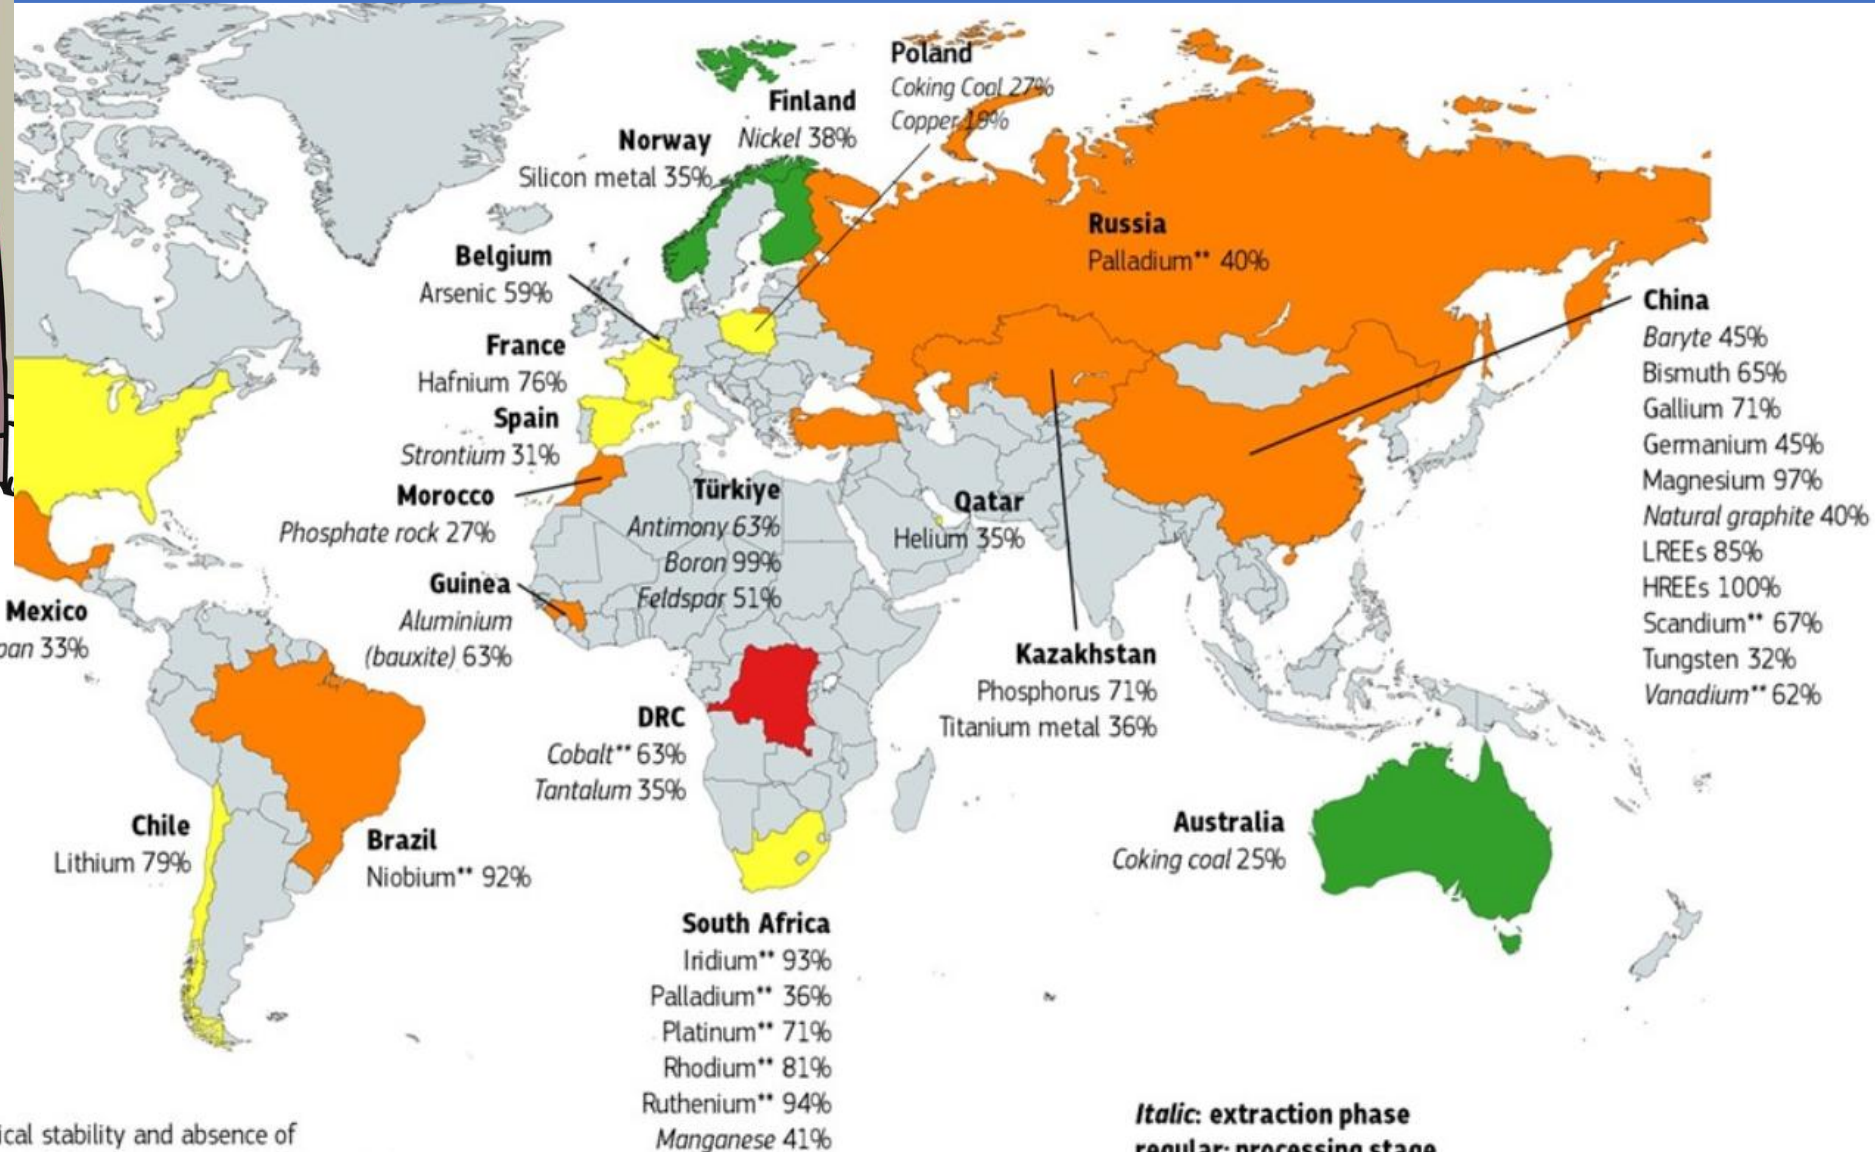 Poland
Coking Coal 27%
Copper 19%
Finland
Nickel 38%
Norway
Silicon metal 35%
Russia
Palladium** 40%
Belgium
Arsenic 59%
France
Hafnium 76%
Spain
Strontium 31%
Morocco
Phosphate rock 27%
Türkiye
Antimony 63%
Boron 99%
Feldspar 51%
Qatar
Helium 35%
China
Baryte 45%
Bismuth 65%
Gallium 71%
Germanium 45%
Magnesium 97%
Natural graphite 40%
LREEs 85%
HREEs 100%
Scandium** 67%
Tungsten 32%
Vanadium** 62%
Guinea
Aluminium
(bauxite) 63%
Mexico
par 33%
DRC
Cobalt** 63%
Tantalum 35%
Kazakhstan
Phosphorus 71%
Titanium metal 36%
Chile
Lithium 79%
Brazil
Niobium** 92%
Australia
Coking coal 25%
South Africa
Iridium** 93%
Palladium** 36%
Platinum** 71%
Rhodium** 81%
Ruthenium** 94%
Manganese 41%
ical stability and absence of
Italic: extraction phase
regular: processing stage